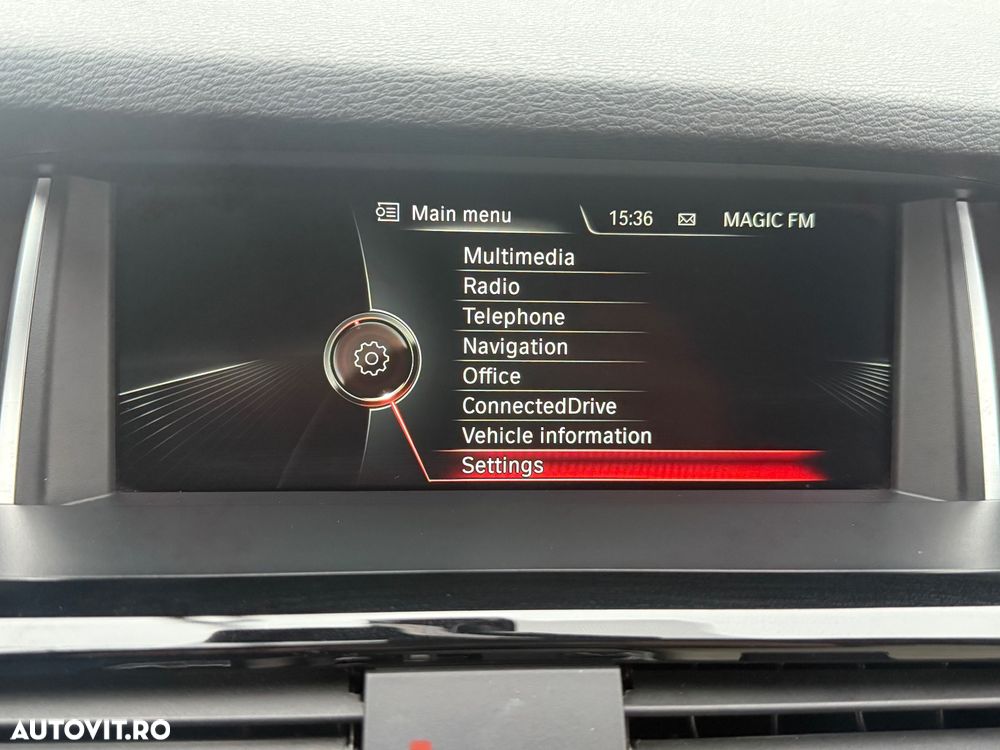 Main menu
15:36
MAGIC FM
Multimedia
Radio
Telephone
Navigation
Office
ConnectedDrive
Vehicle information
Settings
AUTOVIT.RO